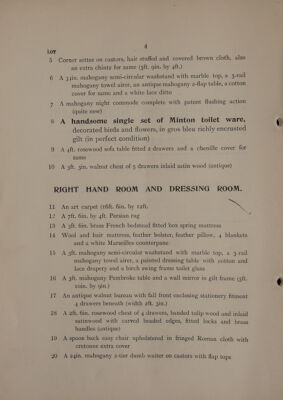 4
LOT
5 Corner settee on castors, hair stuffed and covered brown cloth, also
an extra chintz for same (5ft. 9in. by 4ft.)
6 A 34in. mahogany semi-circular washstand with marble top, a 3-rail
mahogany towel airer, an antique mahogany 2-flap table, a cotton
cover for same and a white lace ditto
7 A mahogany night commode complete with patent flushing action
(quite new)
8 A handsome single set of Minton toilet ware,
decorated birds and flowers, in gros bleu richly encrusted
gilt (in perfect condition)
9 A 4ft. rosewood sofa table fitted 2 drawers and a chenille cover for
same
10 A 3ft. 3in. walnut chest of 5 drawers inlaid satin wood (antique)
RIGHT HAND ROOM AND DRESSING ROOM.
11 An art carpet (16ft. 6in. by 12ft.
12 A 7ft. 6in. by 4ft. Persian rug
13 A 3ft. 6in. brass French bedstead fitted box spring mattress
14 Wool and hair mattress, feather bolster, feather pillow, 4 blankets
and 2 white Marseilles counterpane
15 A 3ft. mahogany semi-circular washstand with marble top, a 3-rail
mahogany towel airer, a painted dressing table with cotton and
lace drapery and a birch swing frame toilet glass
16 A 3ft. mahogany Pembroke table and a wall mirror in gilt frame (3ft.
10in. by 9in.)
17 An antique walnut bureau with fall front enclosing stationery fitment
4 drawers beneath (width 2ft. 3in.)
18 A 2ft. 6in. rosewood chest of 4 drawers, banded tulip wood and inlaid
satinwood with carved beaded edges, fitted locks and brass
handles (antique)
19 A spoon back easy chair upholstered in fringed Roman cloth with
cretonne extra cover
20 A 24in. mahogany 2-tier dumb waiter on castors with flap tops